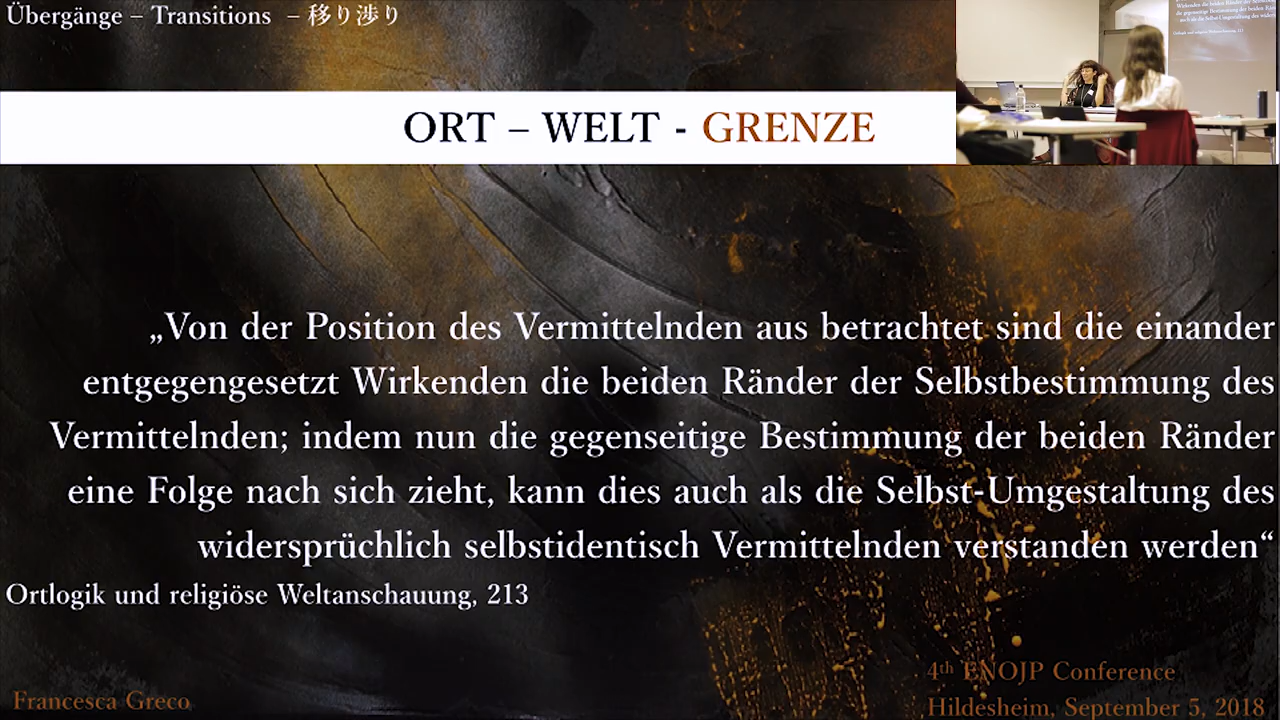 Übergänge – Transitions – 移り渉り
ORT – WELT - GRENZE
„Von der Position des Vermittelnden aus betrachtet sind die einander
entgegengesetzt Wirkenden die beiden Ränder der Selbstbestimmung des
Vermittelnden; indem nun die gegenseitige Bestimmung der beiden Ränder
eine Folge nach sich zieht, kann dies auch als die Selbst-Umgestaltung des
widersprüchlich selbstidentisch Vermittelnden verstanden werden“
Ortlogik und religiöse Weltanschauung, 213
4th ENOJP Conference
Francesca Greco
Hildesheim, September 5, 2018